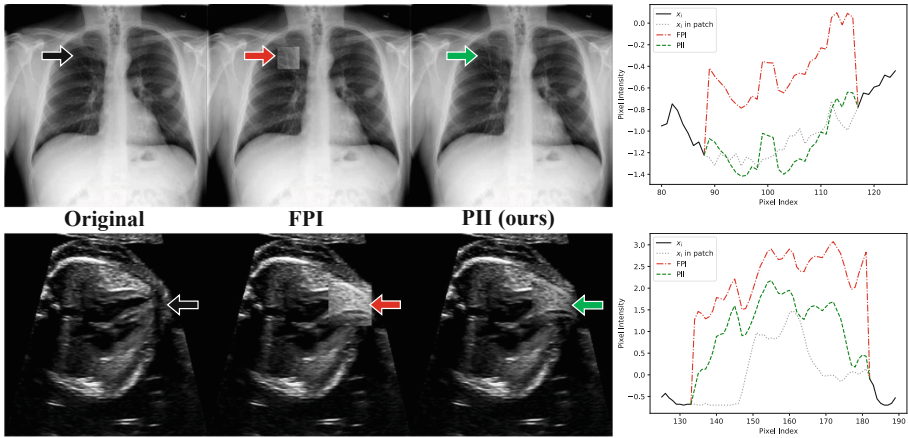 0.0
−0.2
−0.4
−0.6
−0.8
−1.0
−1.2
−1.4
Pixel Intensity
xᵢ
xᵢ in patch
FPI
PII
80
90
100
110
120
Pixel Index
Original
FPI
PII (ours)
3.0
2.5
2.0
1.5
1.0
0.5
0.0
−0.5
Pixel Intensity
xᵢ
xᵢ in patch
FPI
PII
130
140
150
160
170
180
190
Pixel Index